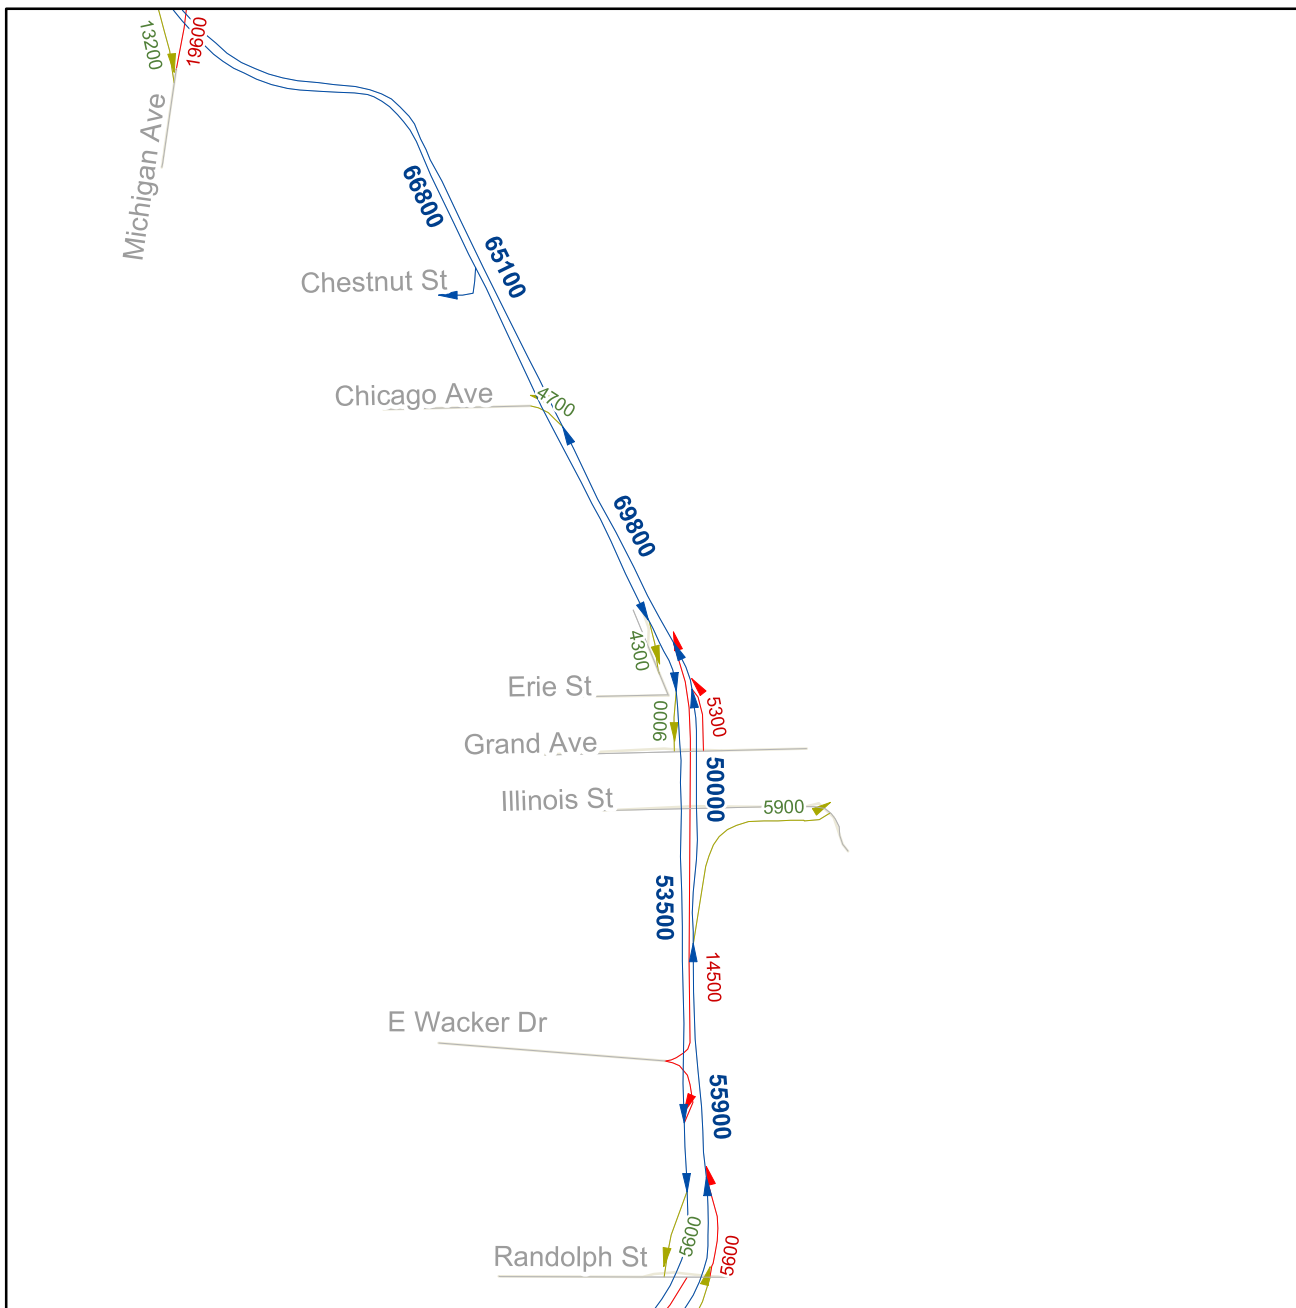 13200
19600
Michigan Ave
66800
65100
Chestnut St
Chicago Ave
4700
69800
4300
Erie St
9000
5300
Grand Ave
50000
Illinois St
5900
53500
14500
E Wacker Dr
55900
5600
5600
Randolph St